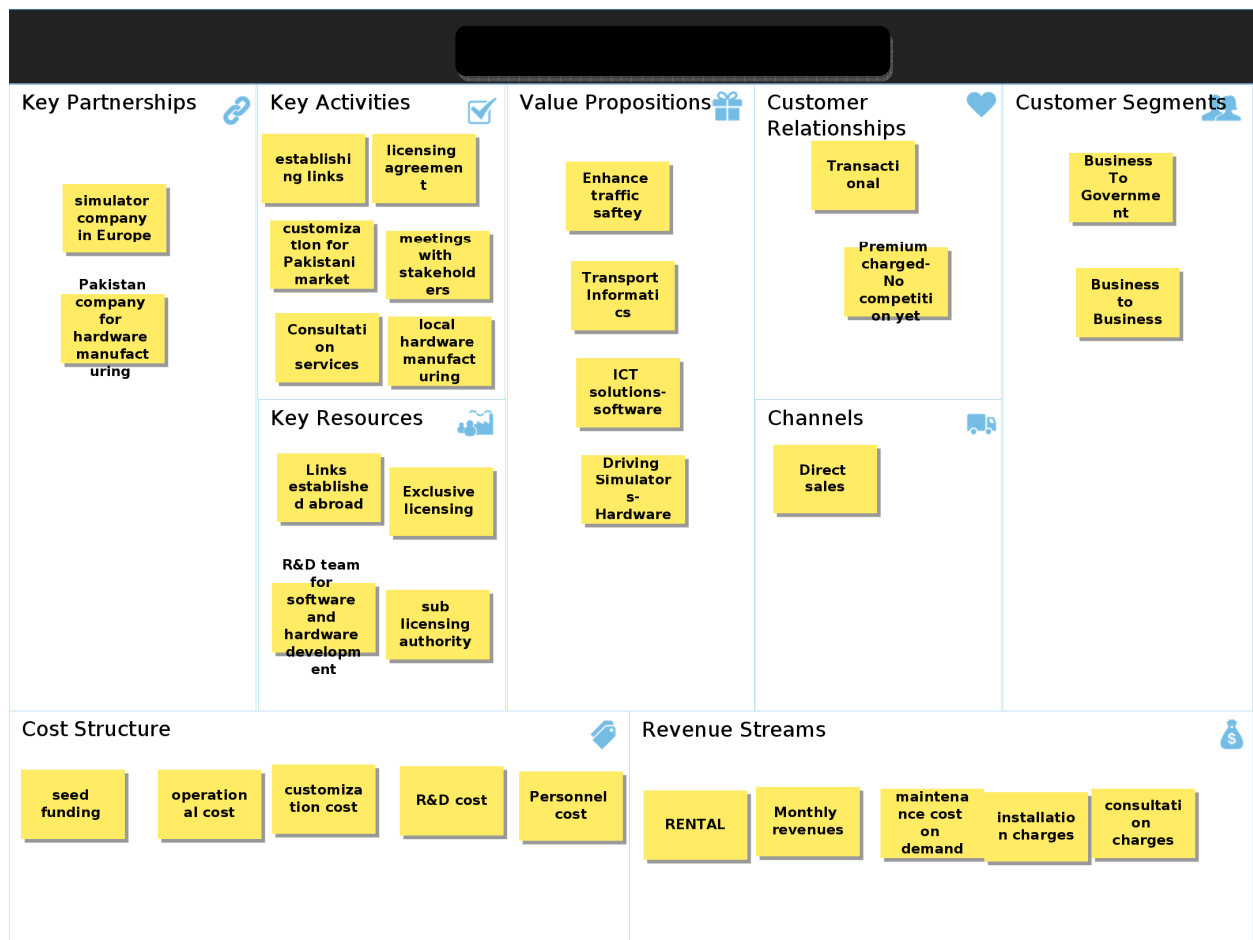 Key Partnerships
simulator
company
in Europe
Pakistan
company
for
hardware
manufact
uring
Key Activities
establishi
ng links
licensing
agreemen
t
customiza
tion for
Pakistani
market
meetings
with
stakehold
ers
Consultati
on
services
local
hardware
manufact
uring
Key Resources
Links
establishe
d abroad
Exclusive
licensing
R&D team
for
software
and
hardware
developm
ent
sub
licensing
authority
Value Propositions
Enhance
traffic
saftey
Transport
Informati
cs
ICT
solutions-
software
Driving
Simulator
s-
Hardware
Customer
Relationships
Transacti
onal
Premium
charged-
No
competiti
on yet
Channels
Direct
sales
Customer Segments
Business
To
Governme
nt
Business
to
Business
Cost Structure
seed
funding
operation
al cost
customiza
tion cost
R&D cost
Personnel
cost
Revenue Streams
$
RENTAL
Monthly
revenues
maintena
nce cost
on
demand
installatio
n charges
consultati
on
charges